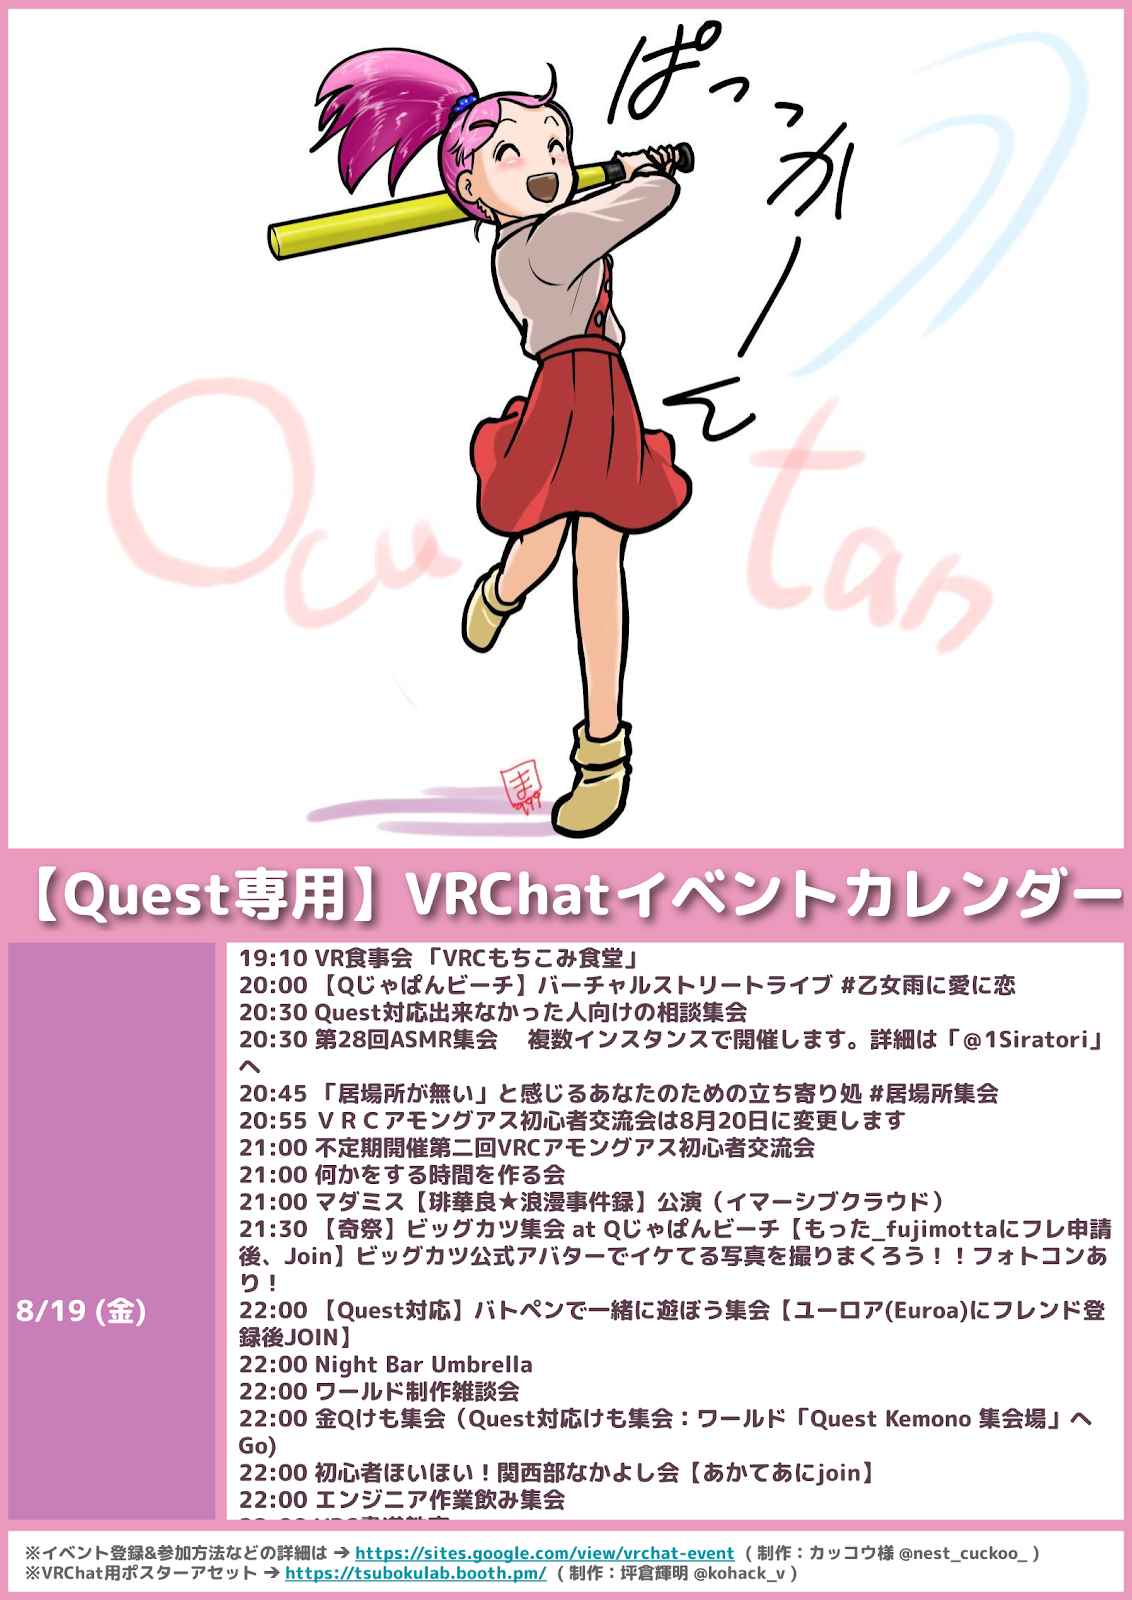 ぱっっかーん
Ocutan
ま
999
【Quest専用】VRChatイベントカレンダー
8/19 (金)
19:10 VR食事会 「VRCもちこみ食堂」
20:00 【Qじゃぱんビーチ】バーチャルストリートライブ #乙女雨に愛に恋
20:30 Quest対応出来なかった人向けの相談集会
20:30 第28回ASMR集会　 複数インスタンスで開催します。詳細は「@1Siratori」
へ
20:45 「居場所が無い」と感じるあなたのための立ち寄り処 #居場所集会
20:55 ＶＲＣアモングアス初心者交流会は8月20日に変更します
21:00 不定期開催第二回VRCアモングアス初心者交流会
21:00 何かをする時間を作る会
21:00 マダミス【琲華良★浪漫事件録】公演（イマーシブクラウド）
21:30 【奇祭】ビッグカツ集会 at Qじゃぱんビーチ【もった_fujimottaにフレ申請
後、Join】ビッグカツ公式アバターでイケてる写真を撮りまくろう！！フォトコンあ
り！
22:00 【Quest対応】バトペンで一緒に遊ぼう集会【ユーロア(Euroa)にフレンド登
録後JOIN】
22:00 Night Bar Umbrella
22:00 ワールド制作雑談会
22:00 金Qけも集会（Quest対応けも集会：ワールド「Quest Kemono 集会場」へ
Go)
22:00 初心者ほいほい！関西部なかよし会【あかてあにjoin】
22:00 エンジニア作業飲み集会
※イベント登録&参加方法などの詳細は ➔ https://sites.google.com/view/vrchat-event （ 制作：カッコウ様 @nest_cuckoo_ ）
※VRChat用ポスターアセット ➔ https://tsubokulab.booth.pm/ （ 制作：坪倉輝明 @kohack_v ）